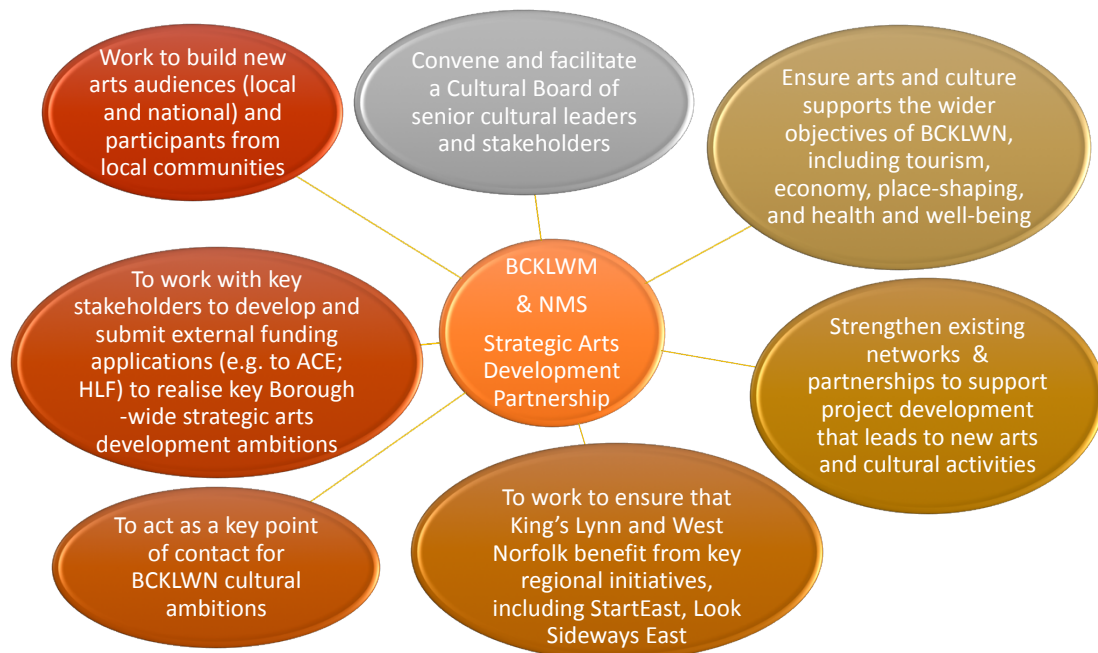 Work to build new
arts audiences (local
and national) and
participants from
local communities
Convene and facilitate
a Cultural Board of
senior cultural leaders
and stakeholders
Ensure arts and culture
supports the wider
objectives of BCKLWN,
including tourism,
economy, place-shaping,
and health and well-being
BCKLWM
& NMS
Strategic Arts
Development
Partnership
To work with key
stakeholders to develop and
submit external funding
applications (e.g. to ACE;
HLF) to realise key Borough
-wide strategic arts
development ambitions
Strengthen existing
networks &
partnerships to support
project development
that leads to new arts
and cultural activities
To act as a key point
of contact for
BCKLWN cultural
ambitions
To work to ensure that
King's Lynn and West
Norfolk benefit from key
regional initiatives,
including StartEast, Look
Sideways East